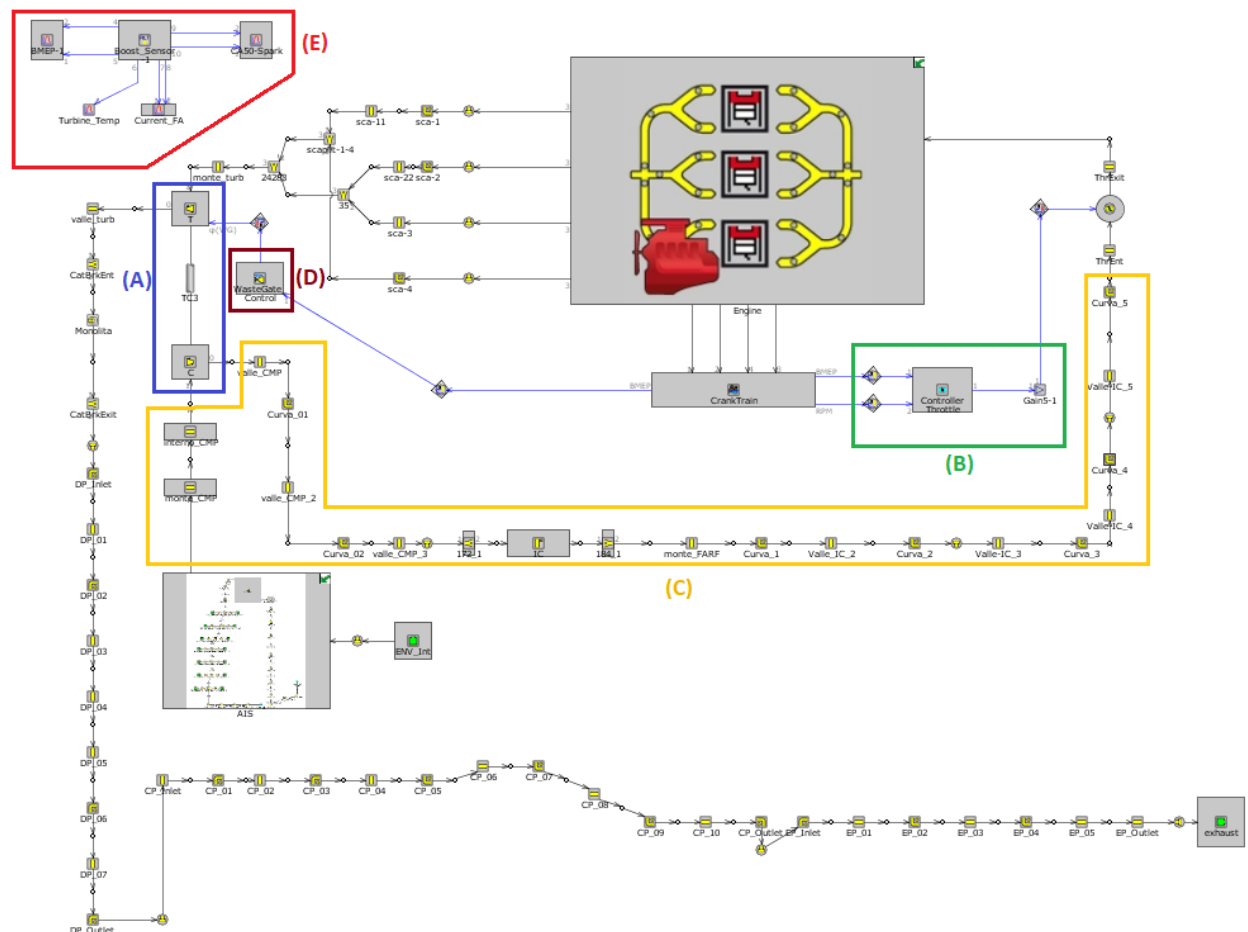 BMEP-1
Boost_Sensor
-1
CA50-Spark
(E)
Turbine_Temp
Current_FA
sca-11
sca-1
monte_turb
sca-22
sca-2
35
sca-3
sca-4
ThrExit
ThrEnt
valle_turb
T
φ(WG)
(D)
WasteGate
Control
(A)
TC3
CatBrkEnt
Monolita
CatBrkExit
C
valle_CMP
Curva_01
interno_CMP
monte_CMP
valle_CMP_2
Engine
BMEP
CrankTrain
BMEP
RPM
Controller
Throttle
Gain5-1
(B)
Curva_5
Valle-IC_5
Curva_4
Valle-IC_4
Curva_02
valle_CMP_3
172_1
IC
184_1
monte_FARF
Curva_1
Valle_IC_2
Curva_2
Valle-IC_3
Curva_3
(C)
AIS
ENV_Int
DP_Inlet
DP_01
DP_02
DP_03
DP_04
DP_05
DP_06
DP_07
DP_Outlet
CP_Inlet
CP_01
CP_02
CP_03
CP_04
CP_05
CP_06
CP_07
CP_08
CP_09
CP_10
CP_Outlet
EP_Inlet
EP_01
EP_02
EP_03
EP_04
EP_05
EP_Outlet
exhaust